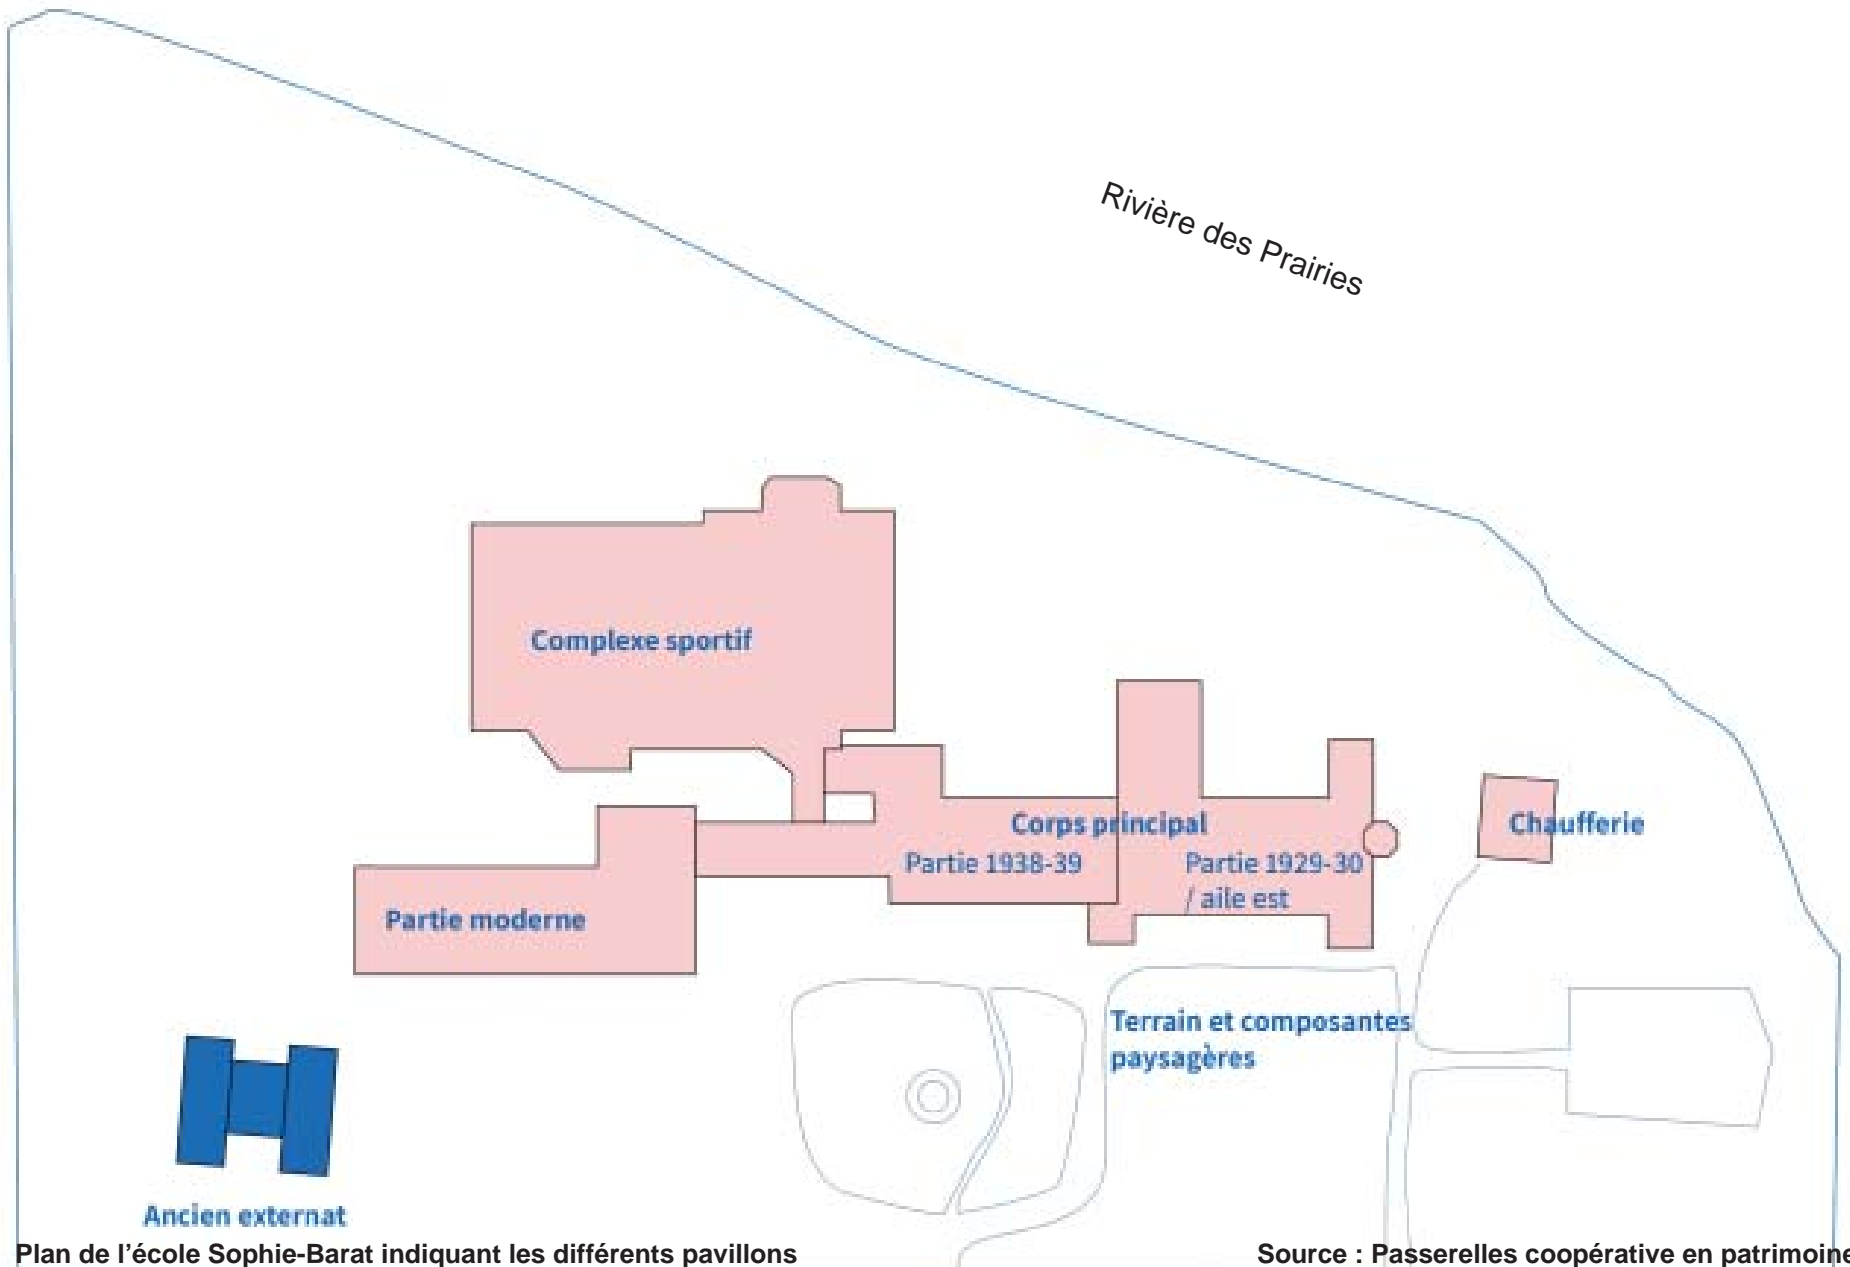 Rivière des Prairies
Complexe sportif
Corps principal
Chaufferie
Partie 1938-39
Partie 1929-30
/ aile est
Partie moderne
Terrain et composantes
paysagères
Ancien externat
Plan de l’école Sophie-Barat indiquant les différents pavillons
Source : Passerelles coopérative en patrimoine